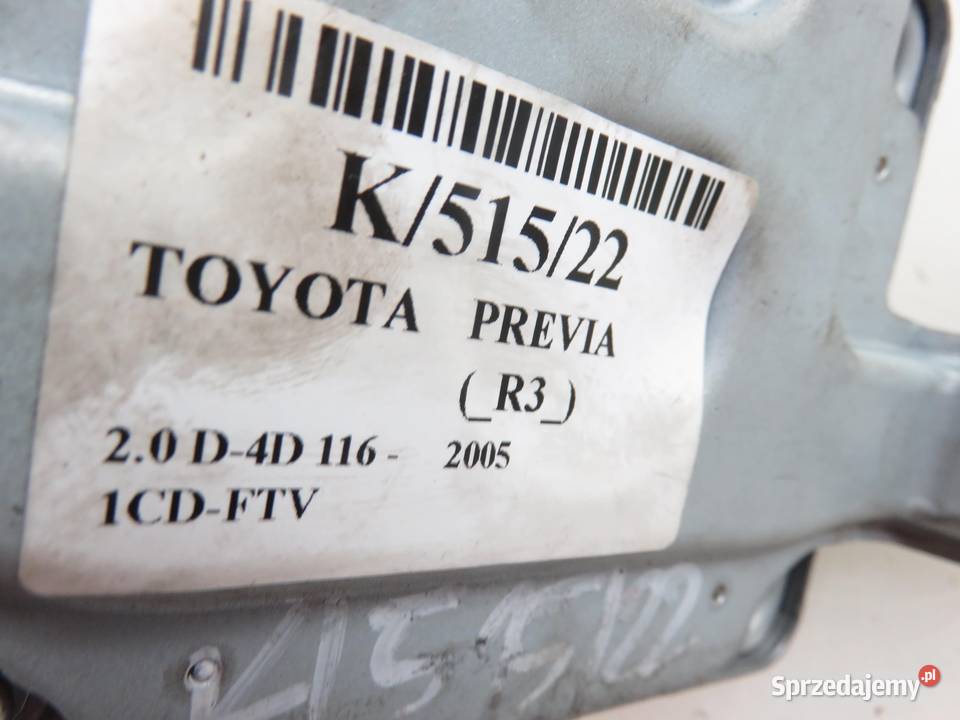 K/515/22
TOYOTA PREVIA
(_R3_)
2.0 D-4D 116 - 2005
1CD-FTV
Sprzedajemy.pl